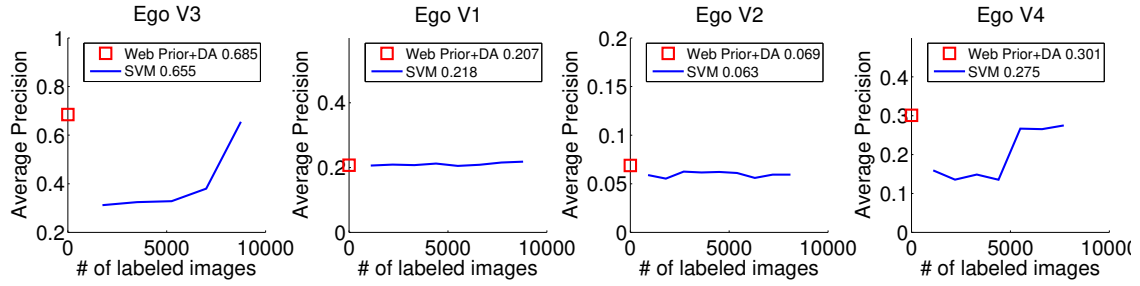 Ego V3
Web Prior+DA 0.685
SVM 0.655
Average Precision
1
0.8
0.6
0.4
0.2
0
5000
10000
# of labeled images
Ego V1
Web Prior+DA 0.207
SVM 0.218
Average Precision
0.4
0.2
0
0
5000
10000
# of labeled images
Ego V2
Web Prior+DA 0.069
SVM 0.063
Average Precision
0.2
0.15
0.1
0.05
0
0
5000
10000
# of labeled images
Ego V4
Web Prior+DA 0.301
SVM 0.275
Average Precision
0.4
0.3
0.2
0.1
0
0
5000
1000
# of labeled images